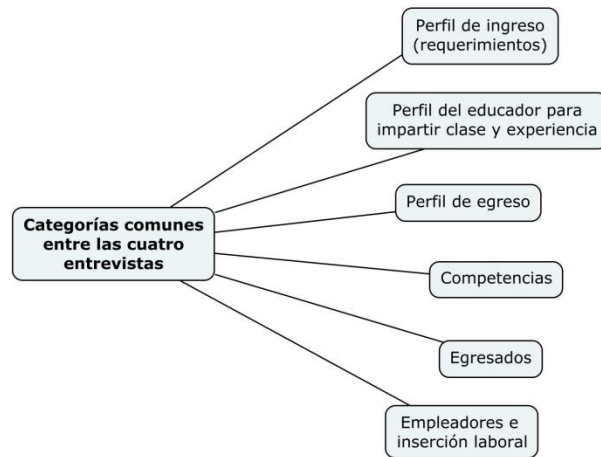 Perfil de ingreso
(requerimientos)
Perfil del educador para
impartir clase y experiencia
Perfil de egreso
Categorías comunes
entre las cuatro
entrevistas
Competencias
Egresados
Empleadores e
inserción laboral